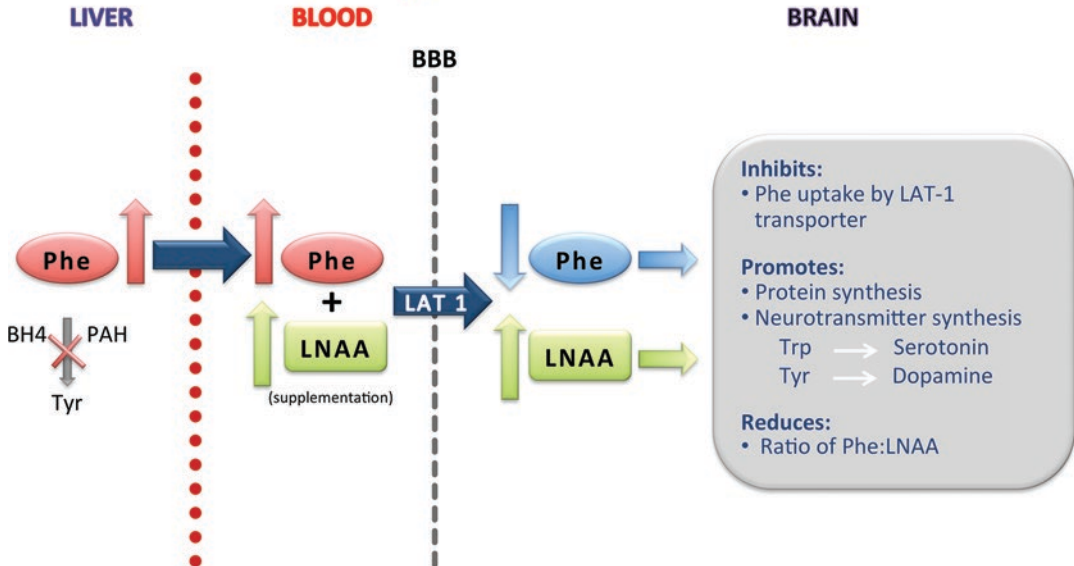 LIVER
BLOOD
BRAIN
BBB
Phe
BH4 PAH
Tyr
Phe
+
LNAA
(supplementation)
LAT 1
Phe
LNAA
Inhibits:
• Phe uptake by LAT-1
transporter
Promotes:
• Protein synthesis
• Neurotransmitter synthesis
Trp → Serotonin
Tyr → Dopamine
Reduces:
• Ratio of Phe:LNAA